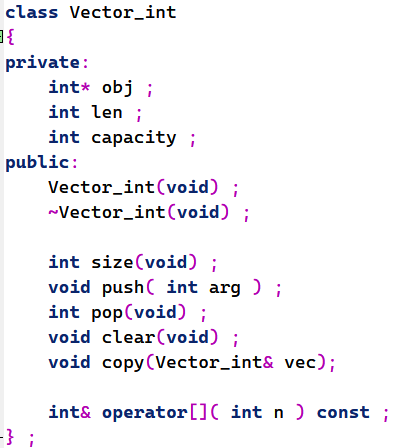 class Vector_int
{
private:
    int* obj ;
    int len ;
    int capacity ;
public:
    Vector_int(void) ;
    ~Vector_int(void) ;

    int size(void) ;
    void push( int arg ) ;
    int pop(void) ;
    void clear(void) ;
    void copy(Vector_int& vec);

    int& operator[]( int n ) const ;
} ;